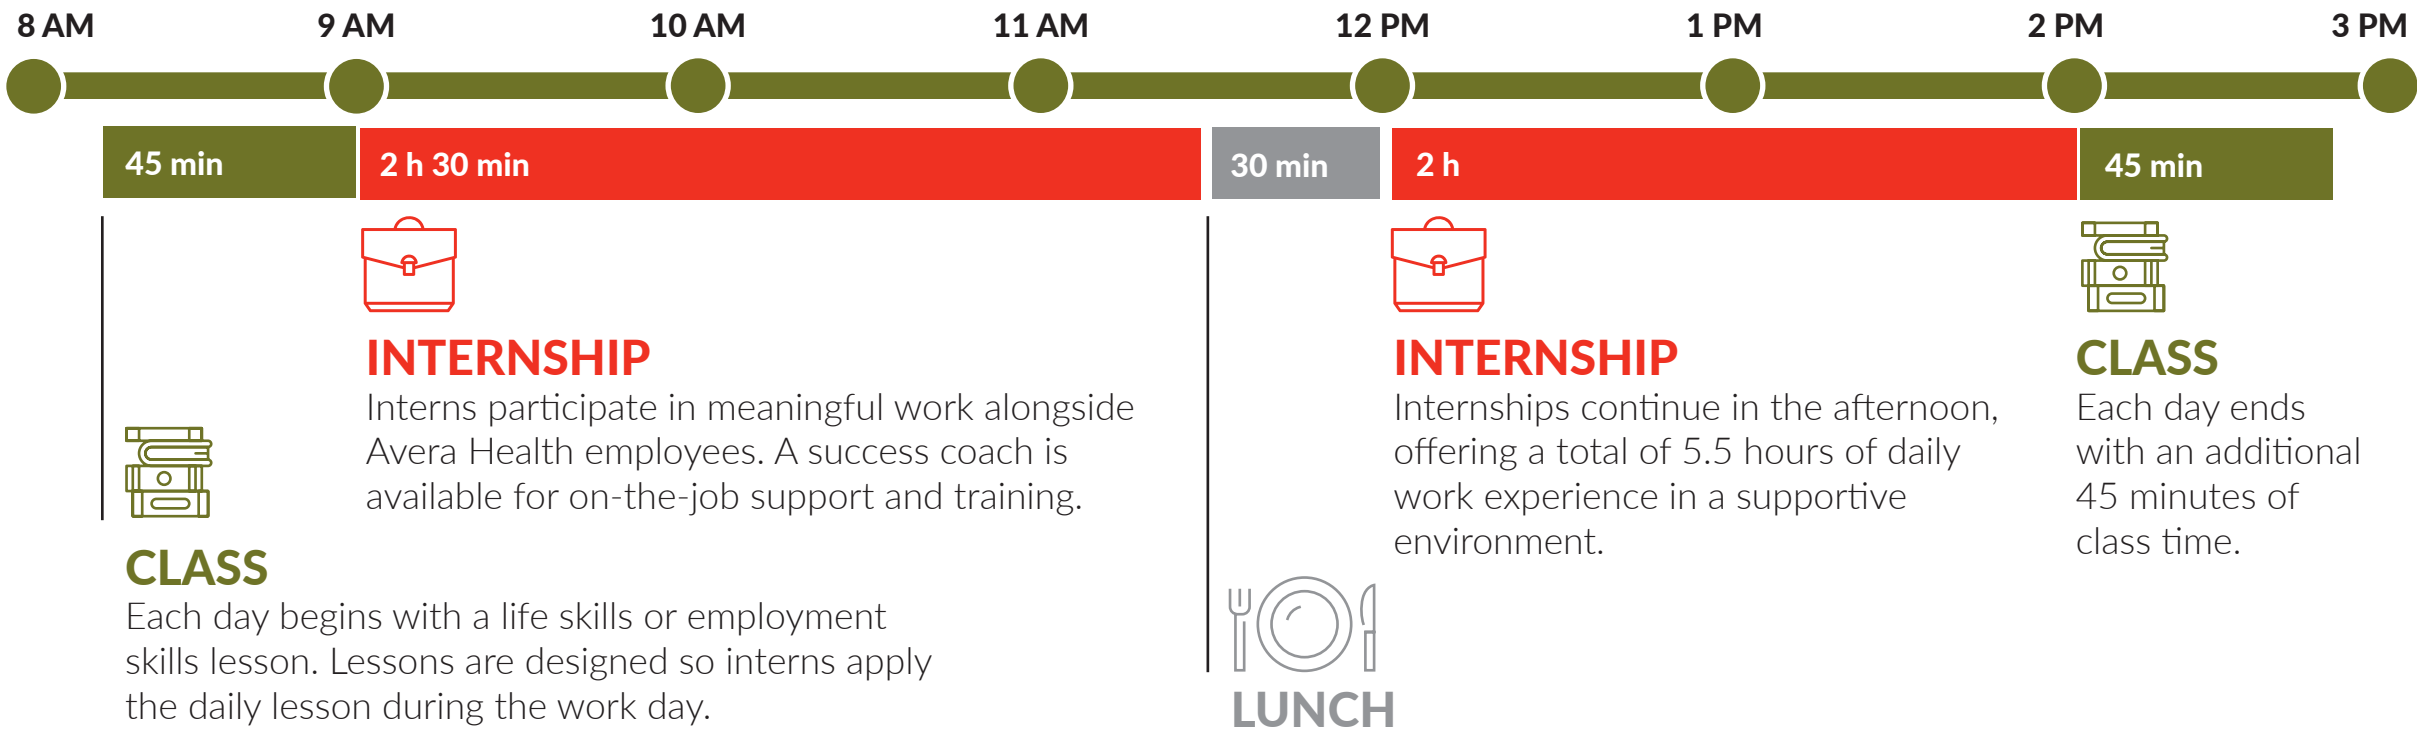 8 AM 9 AM 10 AM 11 AM 12 PM 1 PM 2 PM 3 PM
45 min 2 h 30 min 30 min 2 h 45 min
INTERNSHIP
Interns participate in meaningful work alongside
Avera Health employees. A success coach is
available for on-the-job support and training.
INTERNSHIP
Internships continue in the afternoon,
offering a total of 5.5 hours of daily
work experience in a supportive
environment.
CLASS
Each day ends
with an additional
45 minutes of
class time.
CLASS
Each day begins with a life skills or employment
skills lesson. Lessons are designed so interns apply
the daily lesson during the work day.
LUNCH